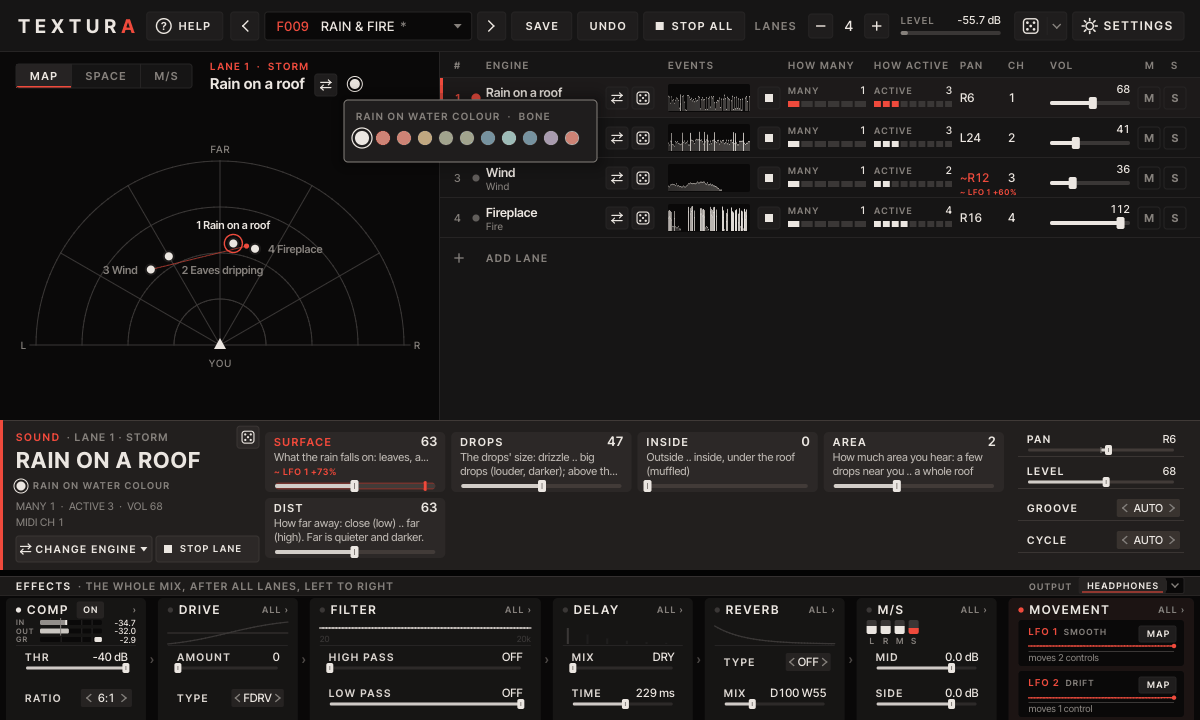 TEXTURA
HELP
F009 RAIN & FIRE *
SAVE
UNDO
STOP ALL
LANES
4
LEVEL -55.7 dB
SETTINGS
MAP
SPACE
M/S
LANE 1 · STORM
Rain on a roof
# ENGINE EVENTS HOW MANY HOW ACTIVE PAN CH VOL M S
1 Rain on a roof MANY 1 ACTIVE 3 R6 1 68 M S
RAIN ON WATER COLOUR · BONE
MANY 1 ACTIVE 3 L24 2 41 M S
3 Wind MANY 1 ACTIVE 2 ~R12 3 36 M S
Wind
~ LFO 1 +60%
4 Fireplace MANY 1 ACTIVE 4 R16 4 112 M S
Fire
ADD LANE
FAR
1 Rain on a roof
4 Fireplace
3 Wind
2 Eaves dripping
L
R
YOU
SOUND · LANE 1 · STORM
RAIN ON A ROOF
RAIN ON WATER COLOUR
MANY 1 · ACTIVE 3 · VOL 68
MIDI CH 1
CHANGE ENGINE
STOP LANE
SURFACE 63
What the rain falls on: leaves, a...
~ LFO 1 +73%
DROPS 47
The drops' size: drizzle .. big
drops (louder, darker); above th...
INSIDE 0
Outside .. inside, under the roof
(muffled)
AREA 2
How much area you hear: a few
drops near you .. a whole roof
DIST 63
How far away: close (low) .. far
(high). Far is quieter and darker.
PAN R6
LEVEL 68
GROOVE AUTO
CYCLE AUTO
EFFECTS · THE WHOLE MIX, AFTER ALL LANES, LEFT TO RIGHT
OUTPUT HEADPHONES
COMP ON
IN -34.7
OUT -32.0
GR -2.9
THR -40 dB
RATIO 6:1
DRIVE ALL
AMOUNT 0
TYPE FDRV
FILTER ALL
20 20k
HIGH PASS OFF
LOW PASS OFF
DELAY ALL
MIX DRY
TIME 229 ms
REVERB ALL
TYPE OFF
MIX D100 W55
M/S ALL
L R M S
MID 0.0 dB
SIDE 0.0 dB
MOVEMENT ALL
LFO 1 SMOOTH MAP
moves 2 controls
LFO 2 DRIFT MAP
moves 1 control